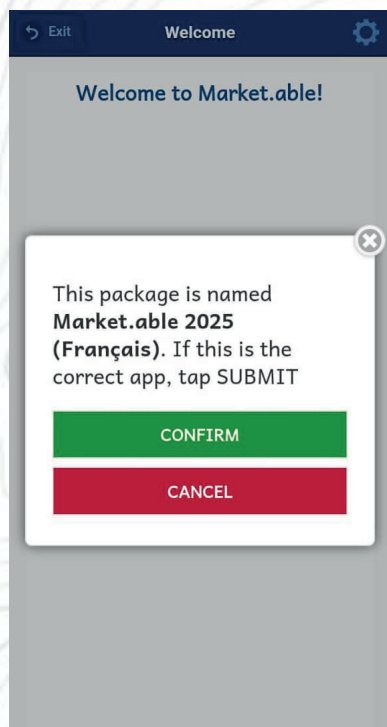 Exit
Welcome
Welcome to Market.able!
This package is named
Market.able 2025
(Français). If this is the
correct app, tap SUBMIT
CONFIRM
CANCEL